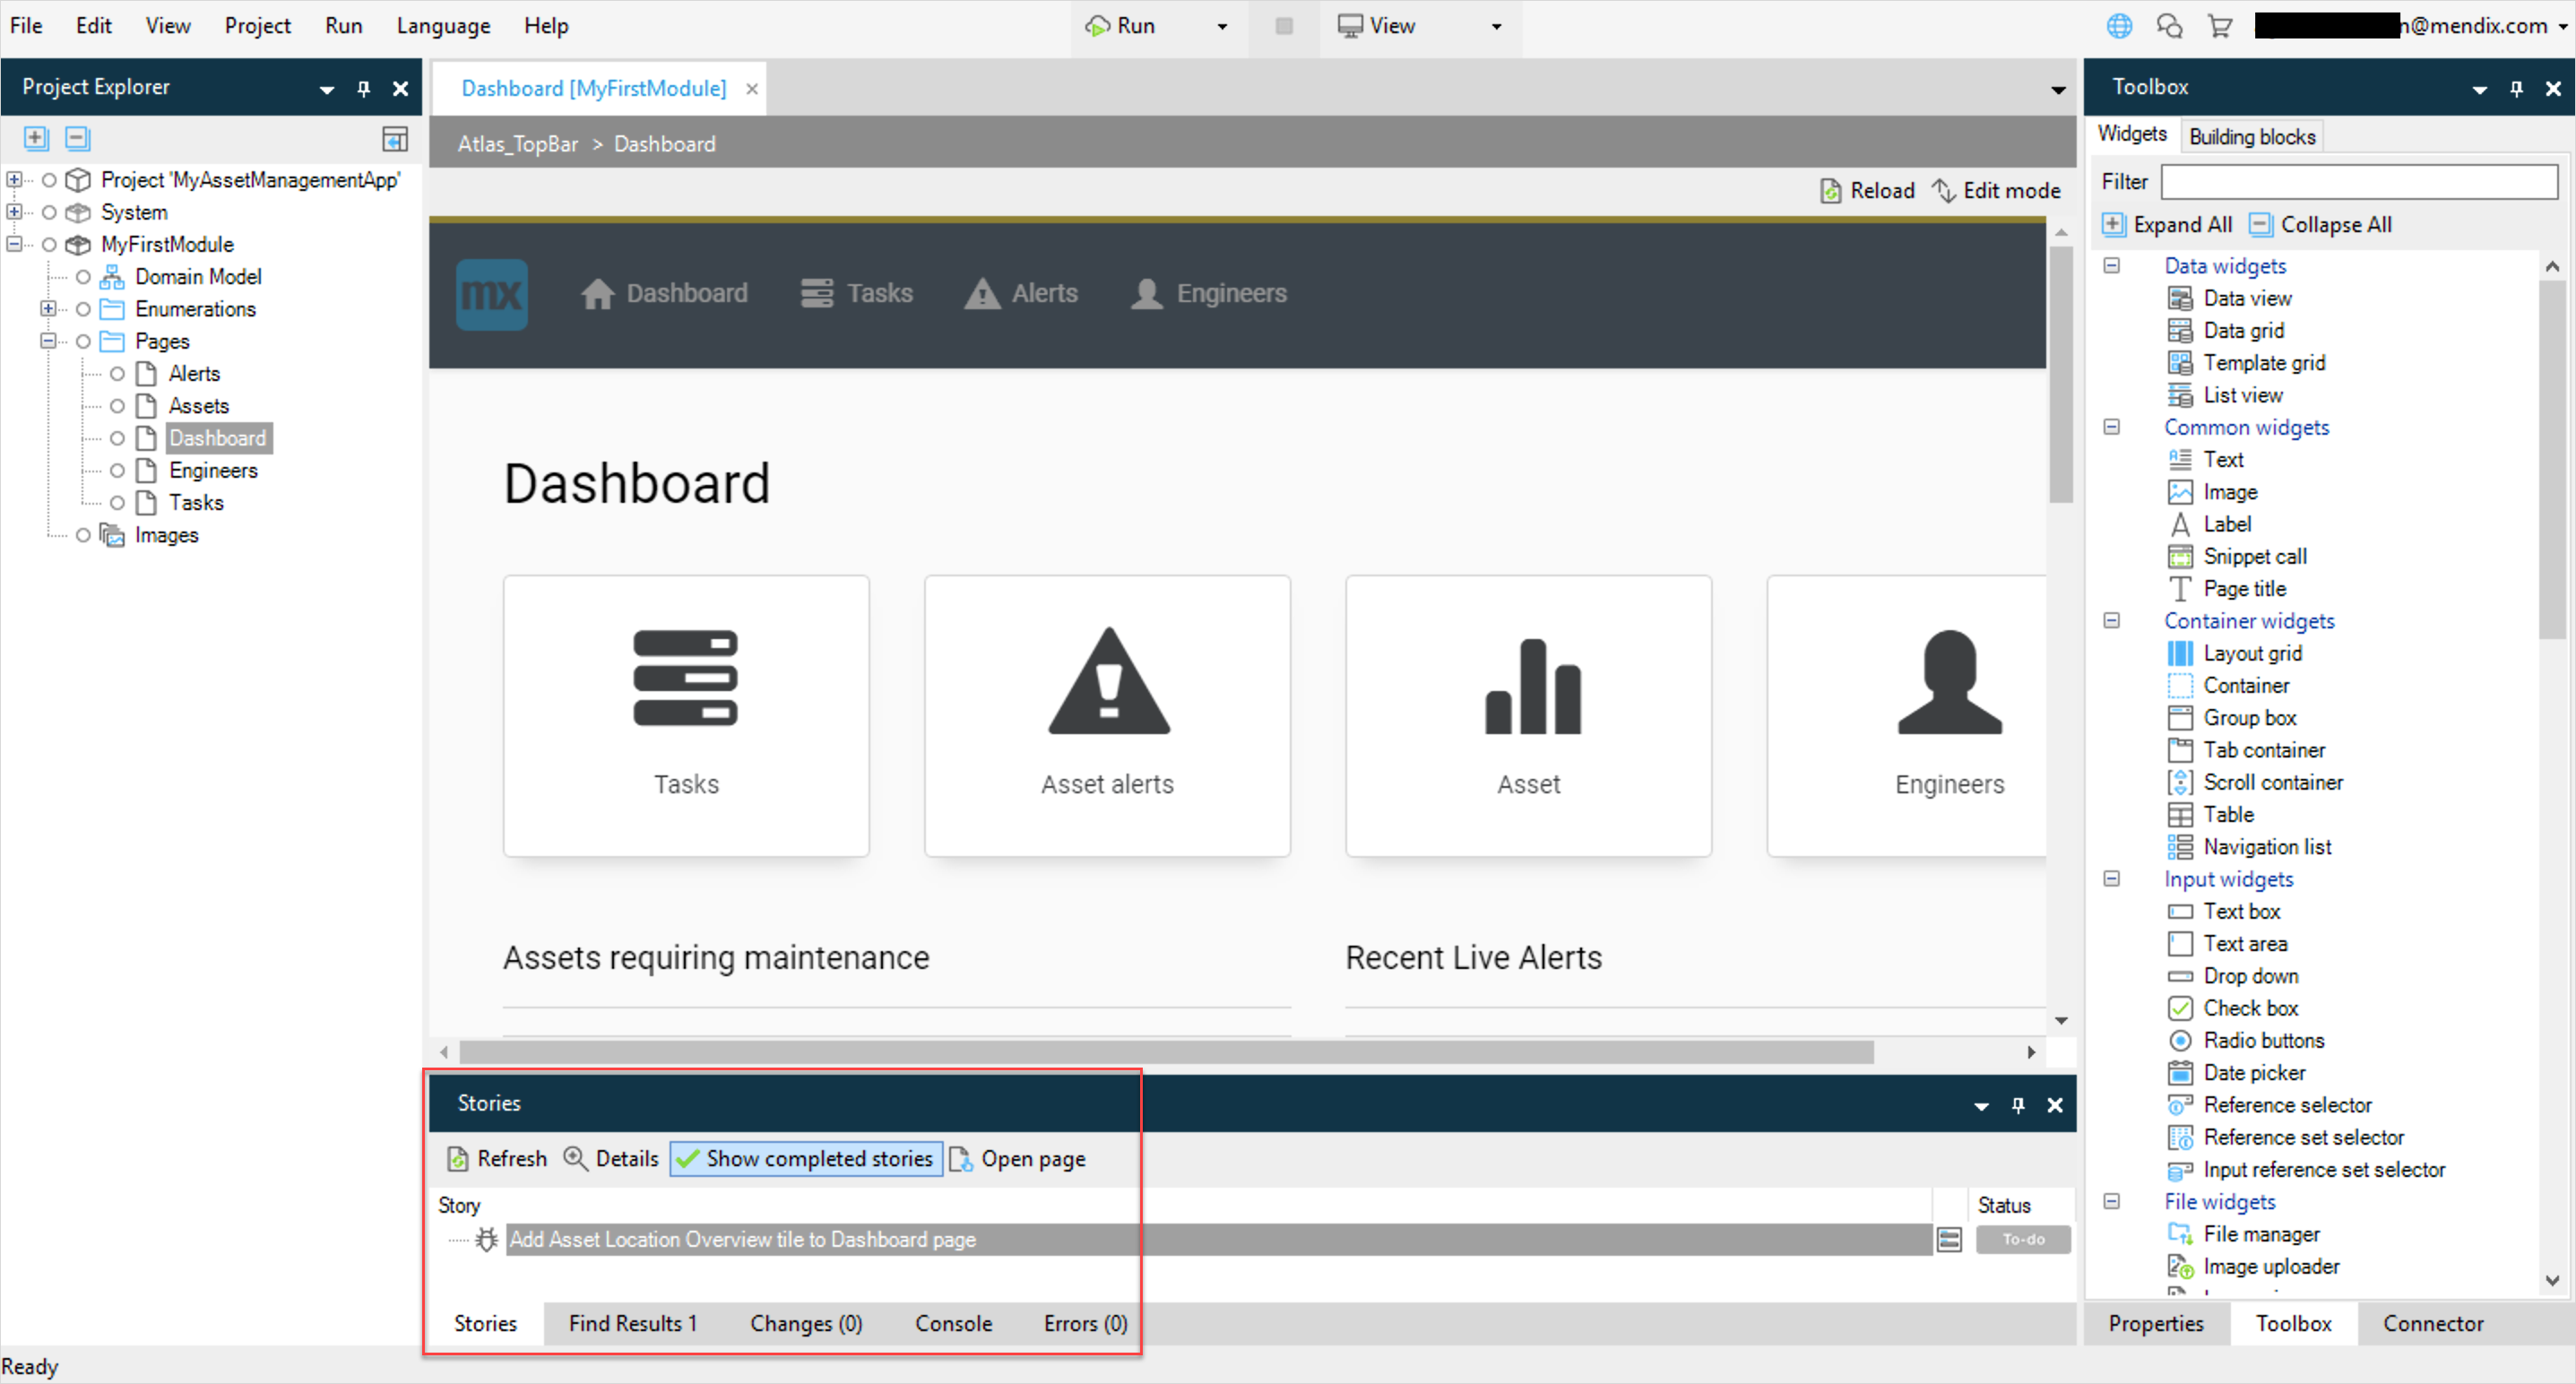 File Edit View Project Run Language Help
Run View n@mendix.com
Project Explorer
Project 'MyAssetManagementApp'
System
MyFirstModule
Domain Model
Enumerations
Pages
Alerts
Assets
Dashboard
Engineers
Tasks
Images
Dashboard [MyFirstModule]
Atlas_TopBar > Dashboard
Reload Edit mode
mx Dashboard Tasks Alerts Engineers
Dashboard
Tasks Asset alerts Asset Engineers
Assets requiring maintenance Recent Live Alerts
Stories
Refresh Details Show completed stories Open page
Story Status
Add Asset Location Overview tile to Dashboard page To-do
Stories Find Results 1 Changes (0) Console Errors (0)
Toolbox
Widgets Building blocks
Filter
Expand All Collapse All
Data widgets
Data view
Data grid
Template grid
List view
Common widgets
Text
Image
Label
Snippet call
Page title
Container widgets
Layout grid
Container
Group box
Tab container
Scroll container
Table
Navigation list
Input widgets
Text box
Text area
Drop down
Check box
Radio buttons
Date picker
Reference selector
Reference set selector
Input reference set selector
File widgets
File manager
Image uploader
Properties Toolbox Connector
Ready